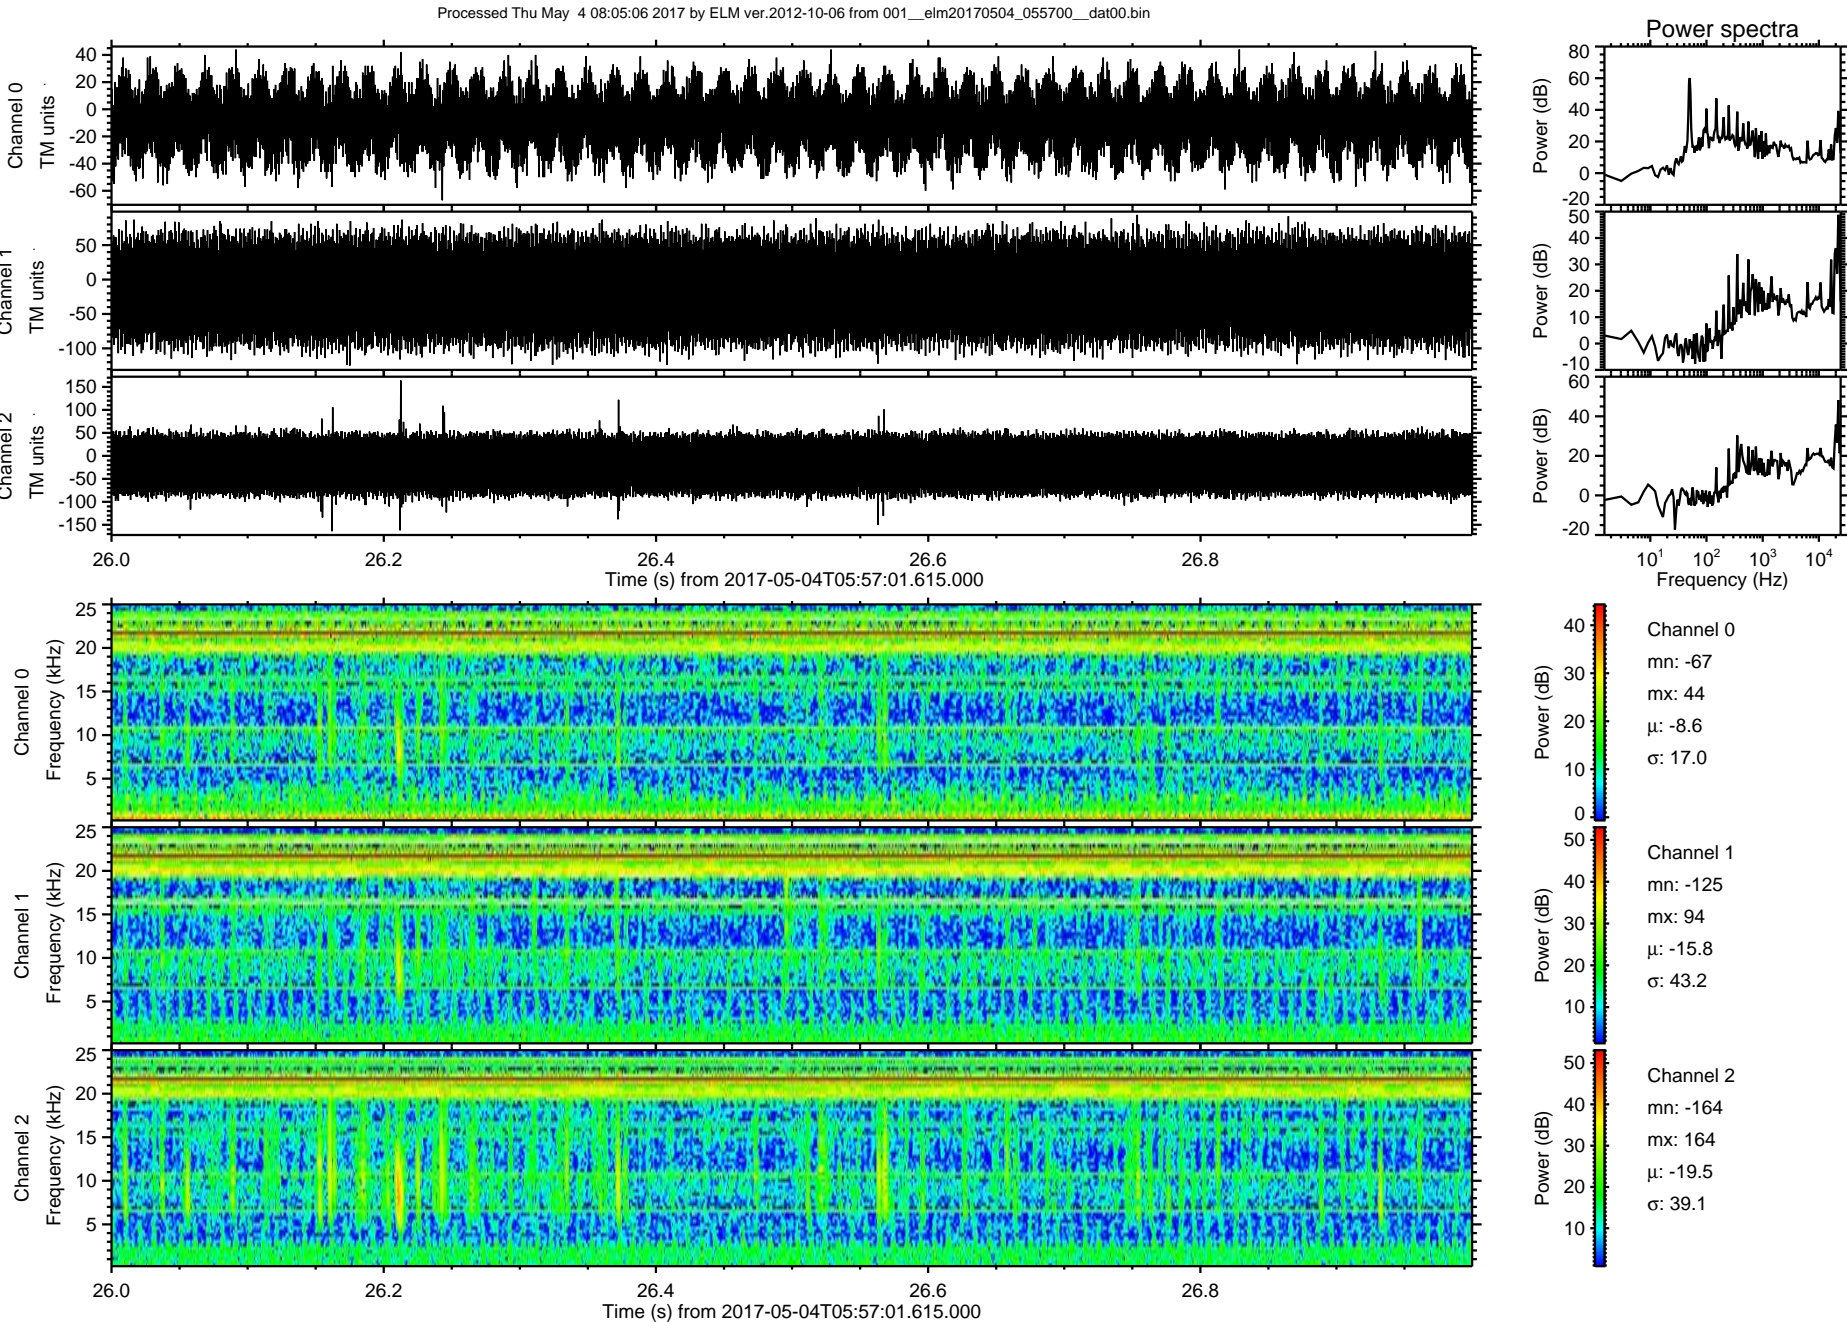 Processed Thu May  4 08:05:06 2017 by ELM ver.2012-10-06 from 001__elm20170504_055700__dat00.bin
Power spectra
Channel 0
TM units
40
20
0
-20
-40
-60
Power (dB)
80
60
40
20
0
-20
Channel 1
TM units
50
0
-50
-100
Power (dB)
50
40
30
20
10
0
-10
Channel 2
TM units
150
100
50
0
-50
-100
-150
Power (dB)
60
40
20
0
-20
26.0 26.2 26.4 26.6 26.8
Time (s) from 2017-05-04T05:57:01.615.000
10^1 10^2 10^3 10^4
Frequency (Hz)
Channel 0
Frequency (kHz)
25
20
15
10
5
Power (dB)
40
30
20
10
0
Channel 0
mn: -67
mx: 44
μ: -8.6
σ: 17.0
Channel 1
Frequency (kHz)
25
20
15
10
5
Power (dB)
50
40
30
20
10
Channel 1
mn: -125
mx: 94
μ: -15.8
σ: 43.2
Channel 2
Frequency (kHz)
25
20
15
10
5
Power (dB)
50
40
30
20
10
Channel 2
mn: -164
mx: 164
μ: -19.5
σ: 39.1
26.0 26.2 26.4 26.6 26.8
Time (s) from 2017-05-04T05:57:01.615.000